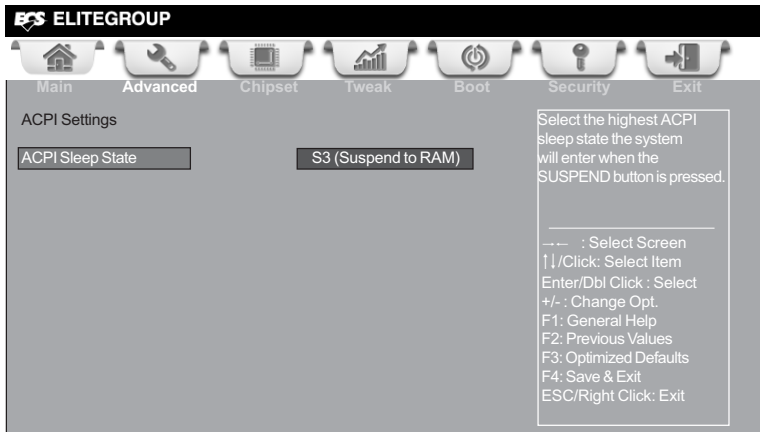 ECS ELITEGROUP
Main Advanced Chipset Tweak Boot Security Exit
ACPI Settings
ACPI Sleep State S3 (Suspend to RAM)
Select the highest ACPI
sleep state the system
will enter when the
SUSPEND button is pressed.
→← : Select Screen
↑↓/Click: Select Item
Enter/Dbl Click : Select
+/- : Change Opt.
F1: General Help
F2: Previous Values
F3: Optimized Defaults
F4: Save & Exit
ESC/Right Click: Exit